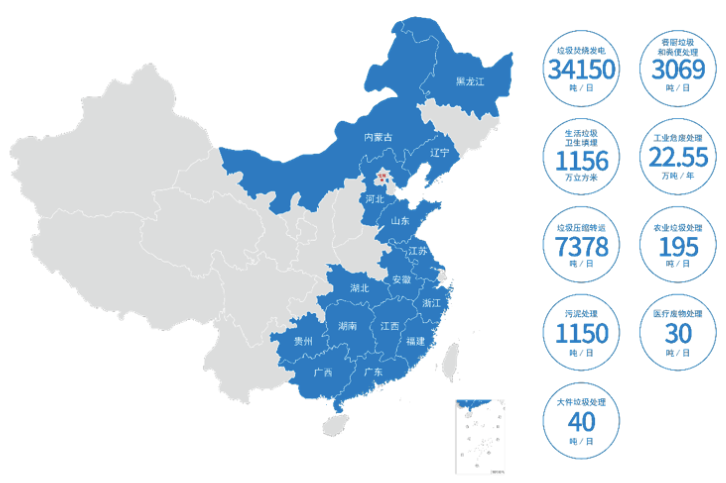 黑龙江
内蒙古
辽宁
河北
山东
江苏
安徽
湖北
浙江
湖南
江西
贵州
福建
广西
广东
垃圾焚烧发电
34150
吨 / 日
餐厨垃圾
和粪便处理
3069
吨 / 日
生活垃圾
卫生填埋
1156
万立方米
工业危废处理
22.55
万吨 / 年
垃圾压缩转运
7378
吨 / 日
农业垃圾处理
195
吨 / 日
污泥处理
1150
吨 / 日
医疗废物处理
30
吨 / 日
大件垃圾处理
40
吨 / 日